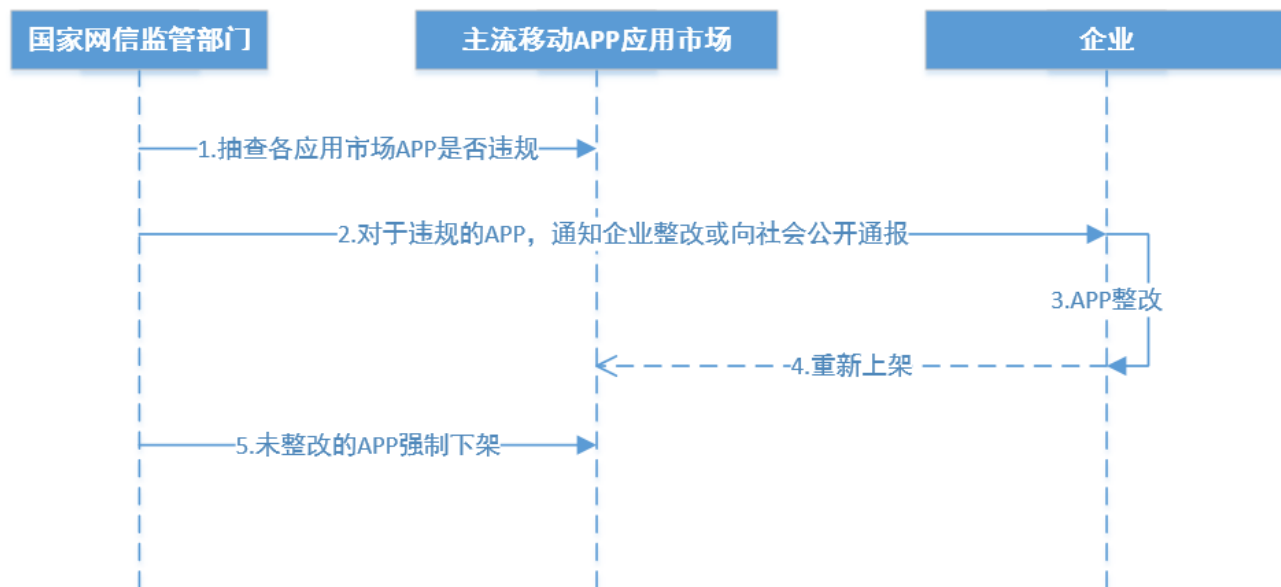 国家网信监管部门
主流移动APP应用市场
企业
1.抽查各应用市场APP是否违规
2.对于违规的APP，通知企业整改或向社会公开通报
3.APP整改
4.重新上架
5.未整改的APP强制下架